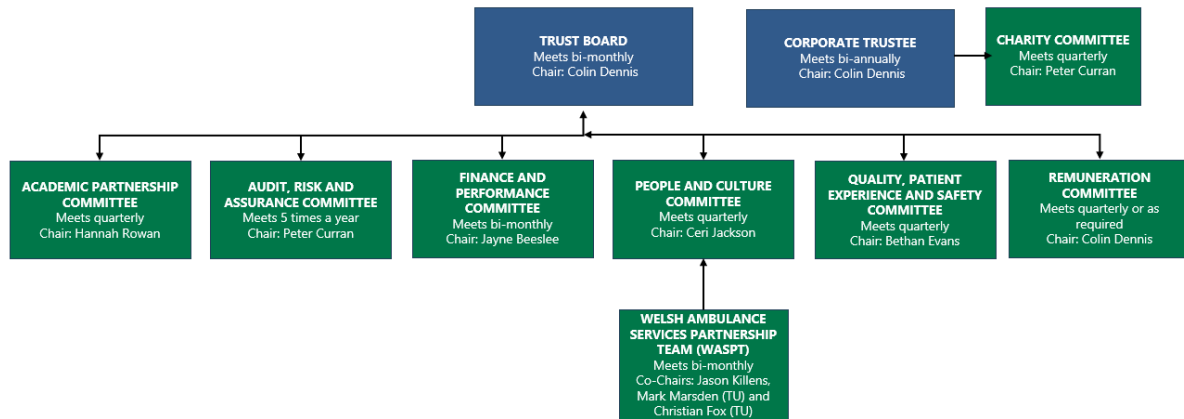 TRUST BOARD
Meets bi-monthly
Chair: Colin Dennis
CORPORATE TRUSTEE
Meets bi-annually
Chair: Colin Dennis
CHARITY COMMITTEE
Meets quarterly
Chair: Peter Curran
ACADEMIC PARTNERSHIP
COMMITTEE
Meets quarterly
Chair: Hannah Rowan
AUDIT, RISK AND
ASSURANCE COMMITTEE
Meets 5 times a year
Chair: Peter Curran
FINANCE AND
PERFORMANCE
COMMITTEE
Meets bi-monthly
Chair: Jayne Beeslee
PEOPLE AND CULTURE
COMMITTEE
Meets quarterly
Chair: Ceri Jackson
QUALITY, PATIENT
EXPERIENCE AND SAFETY
COMMITTEE
Meets quarterly
Chair: Bethan Evans
REMUNERATION
COMMITTEE
Meets quarterly or as
required
Chair: Colin Dennis
WELSH AMBULANCE
SERVICES PARTNERSHIP
TEAM (WASPT)
Meets bi-monthly
Co-Chairs: Jason Killens,
Mark Marsden (TU) and
Christian Fox (TU)